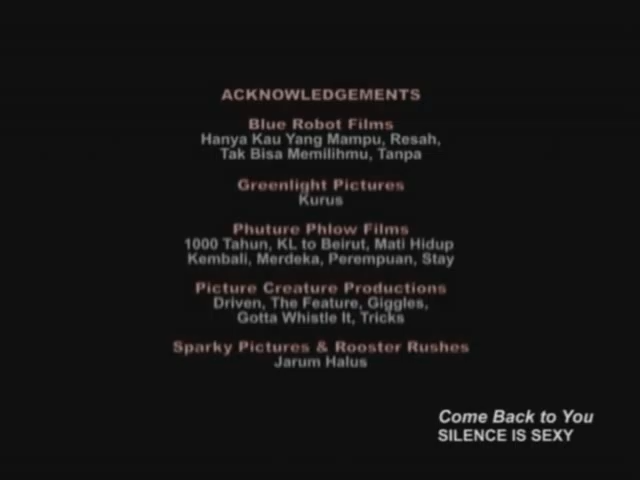 ACKNOWLEDGEMENTS
Blue Robot Films
Hanya Kau Yang Mampu, Resah,
Tak Bisa Memilihmu, Tanpa
Greenlight Pictures
Kurus
Phuture Phlow Films
1000 Tahun, KL to Beirut, Mati Hidup
Kembali, Merdeka, Perempuan, Stay
Picture Creature Productions
Driven, The Feature, Giggles,
Gotta Whistle It, Tricks
Sparky Pictures & Rooster Rushes
Jarum Halus
Come Back to You
SILENCE IS SEXY